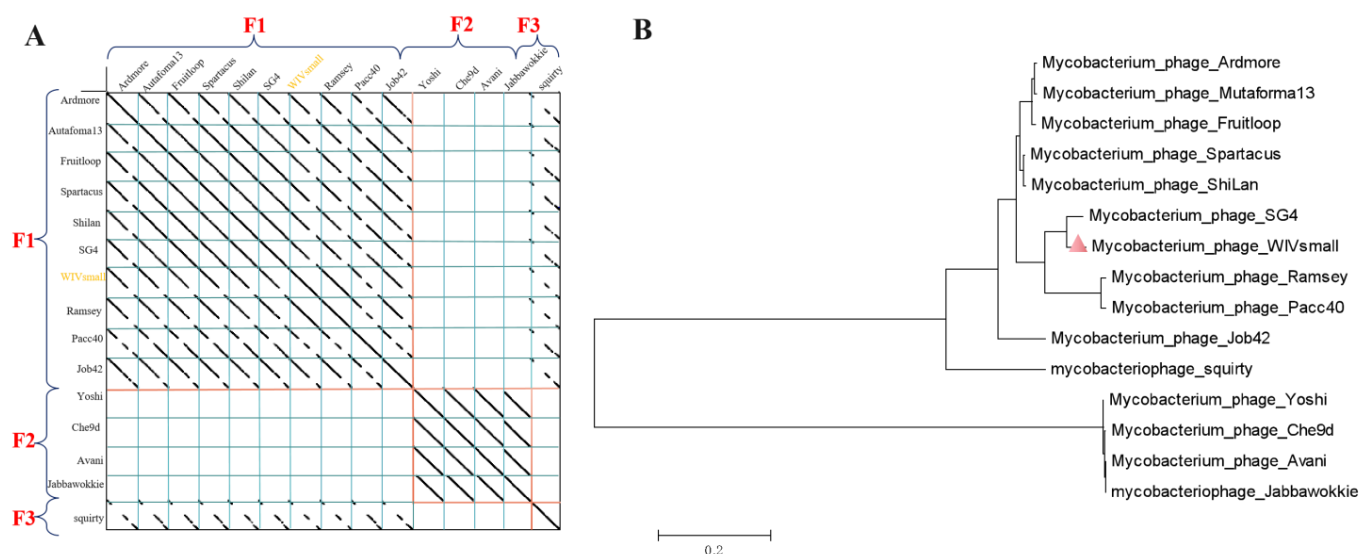 A
F1
F2
F3
Ardmore
Autafoma13
Fruitloop
Spartacus
Shilan
SG4
WIVsmall
Ramsey
Pacc40
Job42
Yoshi
Che9d
Avani
Jabbawokkie
squirty
F1
F2
F3
Ardmore
Autafoma13
Fruitloop
Spartacus
Shilan
SG4
WIVsmall
Ramsey
Pacc40
Job42
Yoshi
Che9d
Avani
Jabbawokkie
squirty
B
Mycobacterium_phage_Ardmore
Mycobacterium_phage_Mutaforma13
Mycobacterium_phage_Fruitloop
Mycobacterium_phage_Spartacus
Mycobacterium_phage_ShiLan
Mycobacterium_phage_SG4
Mycobacterium_phage_WIVsmall
Mycobacterium_phage_Ramsey
Mycobacterium_phage_Pacc40
Mycobacterium_phage_Job42
mycobacteriophage_squirty
Mycobacterium_phage_Yoshi
Mycobacterium_phage_Che9d
Mycobacterium_phage_Avani
mycobacteriophage_Jabbawokkie
0.2